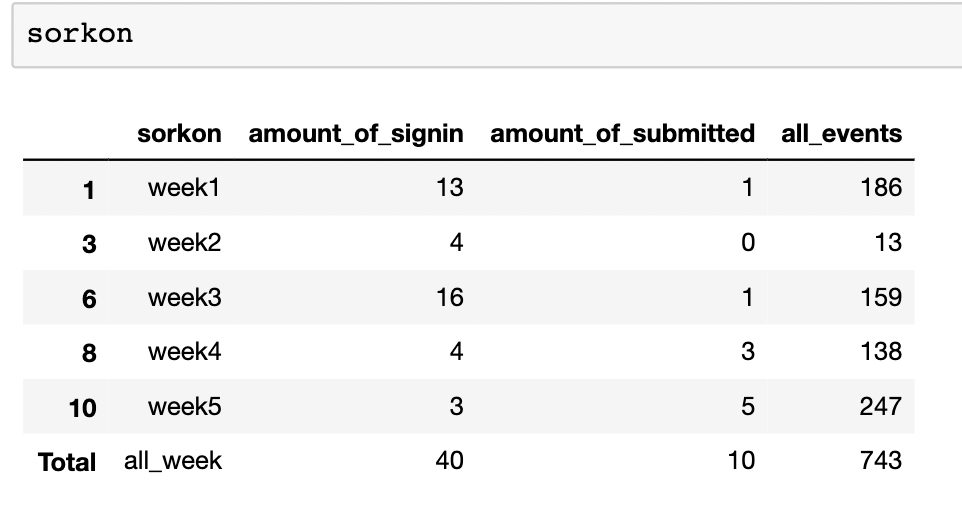 sorkon
sorkon amount_of_signin amount_of_submitted all_events
1 week1 13 1 186
3 week2 4 0 13
6 week3 16 1 159
8 week4 4 3 138
10 week5 3 5 247
Total all_week 40 10 743